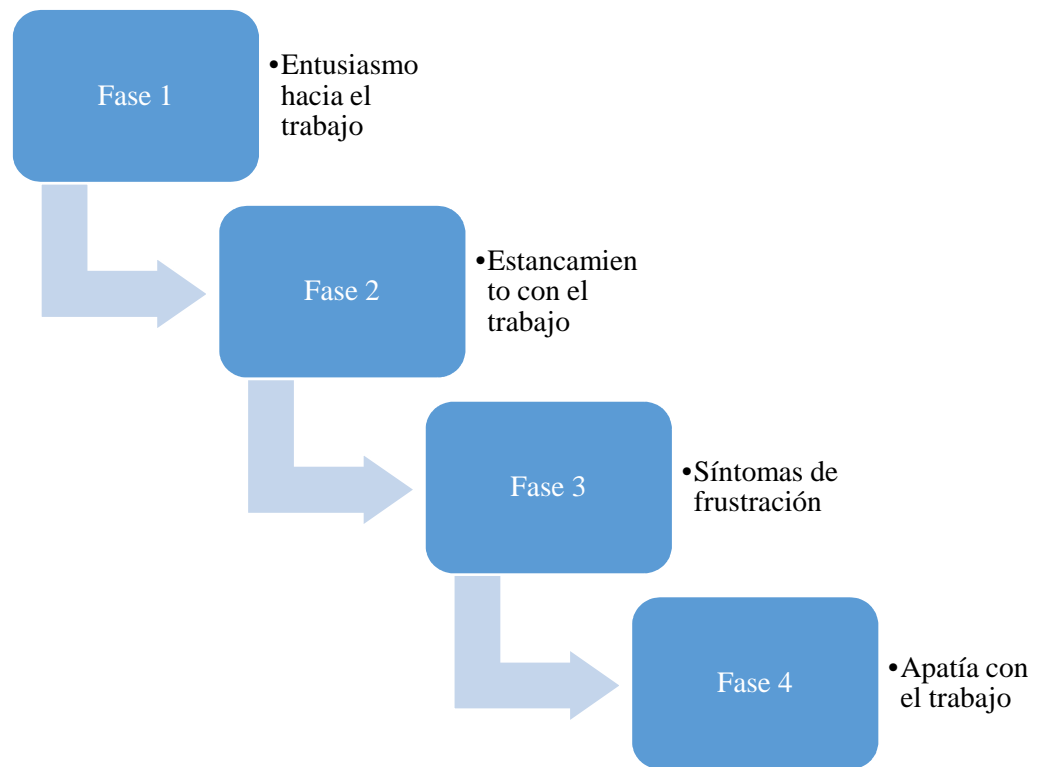 Fase 1
•Entusiasmo
hacia el
trabajo
Fase 2
•Estancamien
to con el
trabajo
Fase 3
•Síntomas de
frustración
Fase 4
•Apatía con
el trabajo